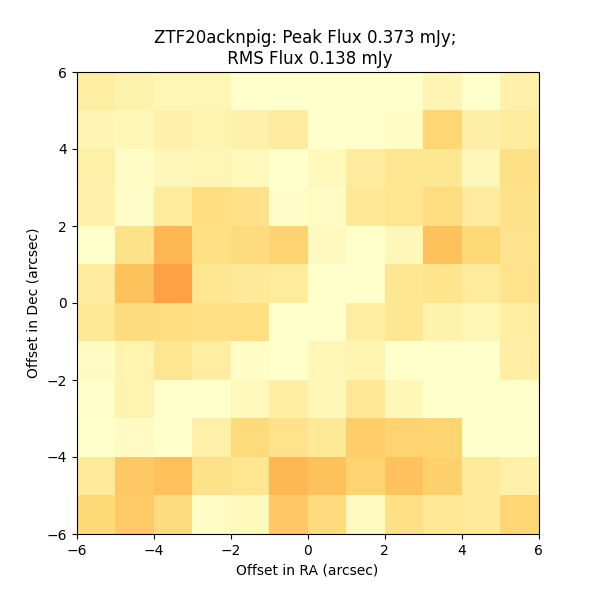 ZTF20acknpig: Peak Flux 0.373 mJy;
RMS Flux 0.138 mJy
6
4
2
0
−2
−4
−6
Offset in Dec (arcsec)
−6 −4 −2 0 2 4 6
Offset in RA (arcsec)